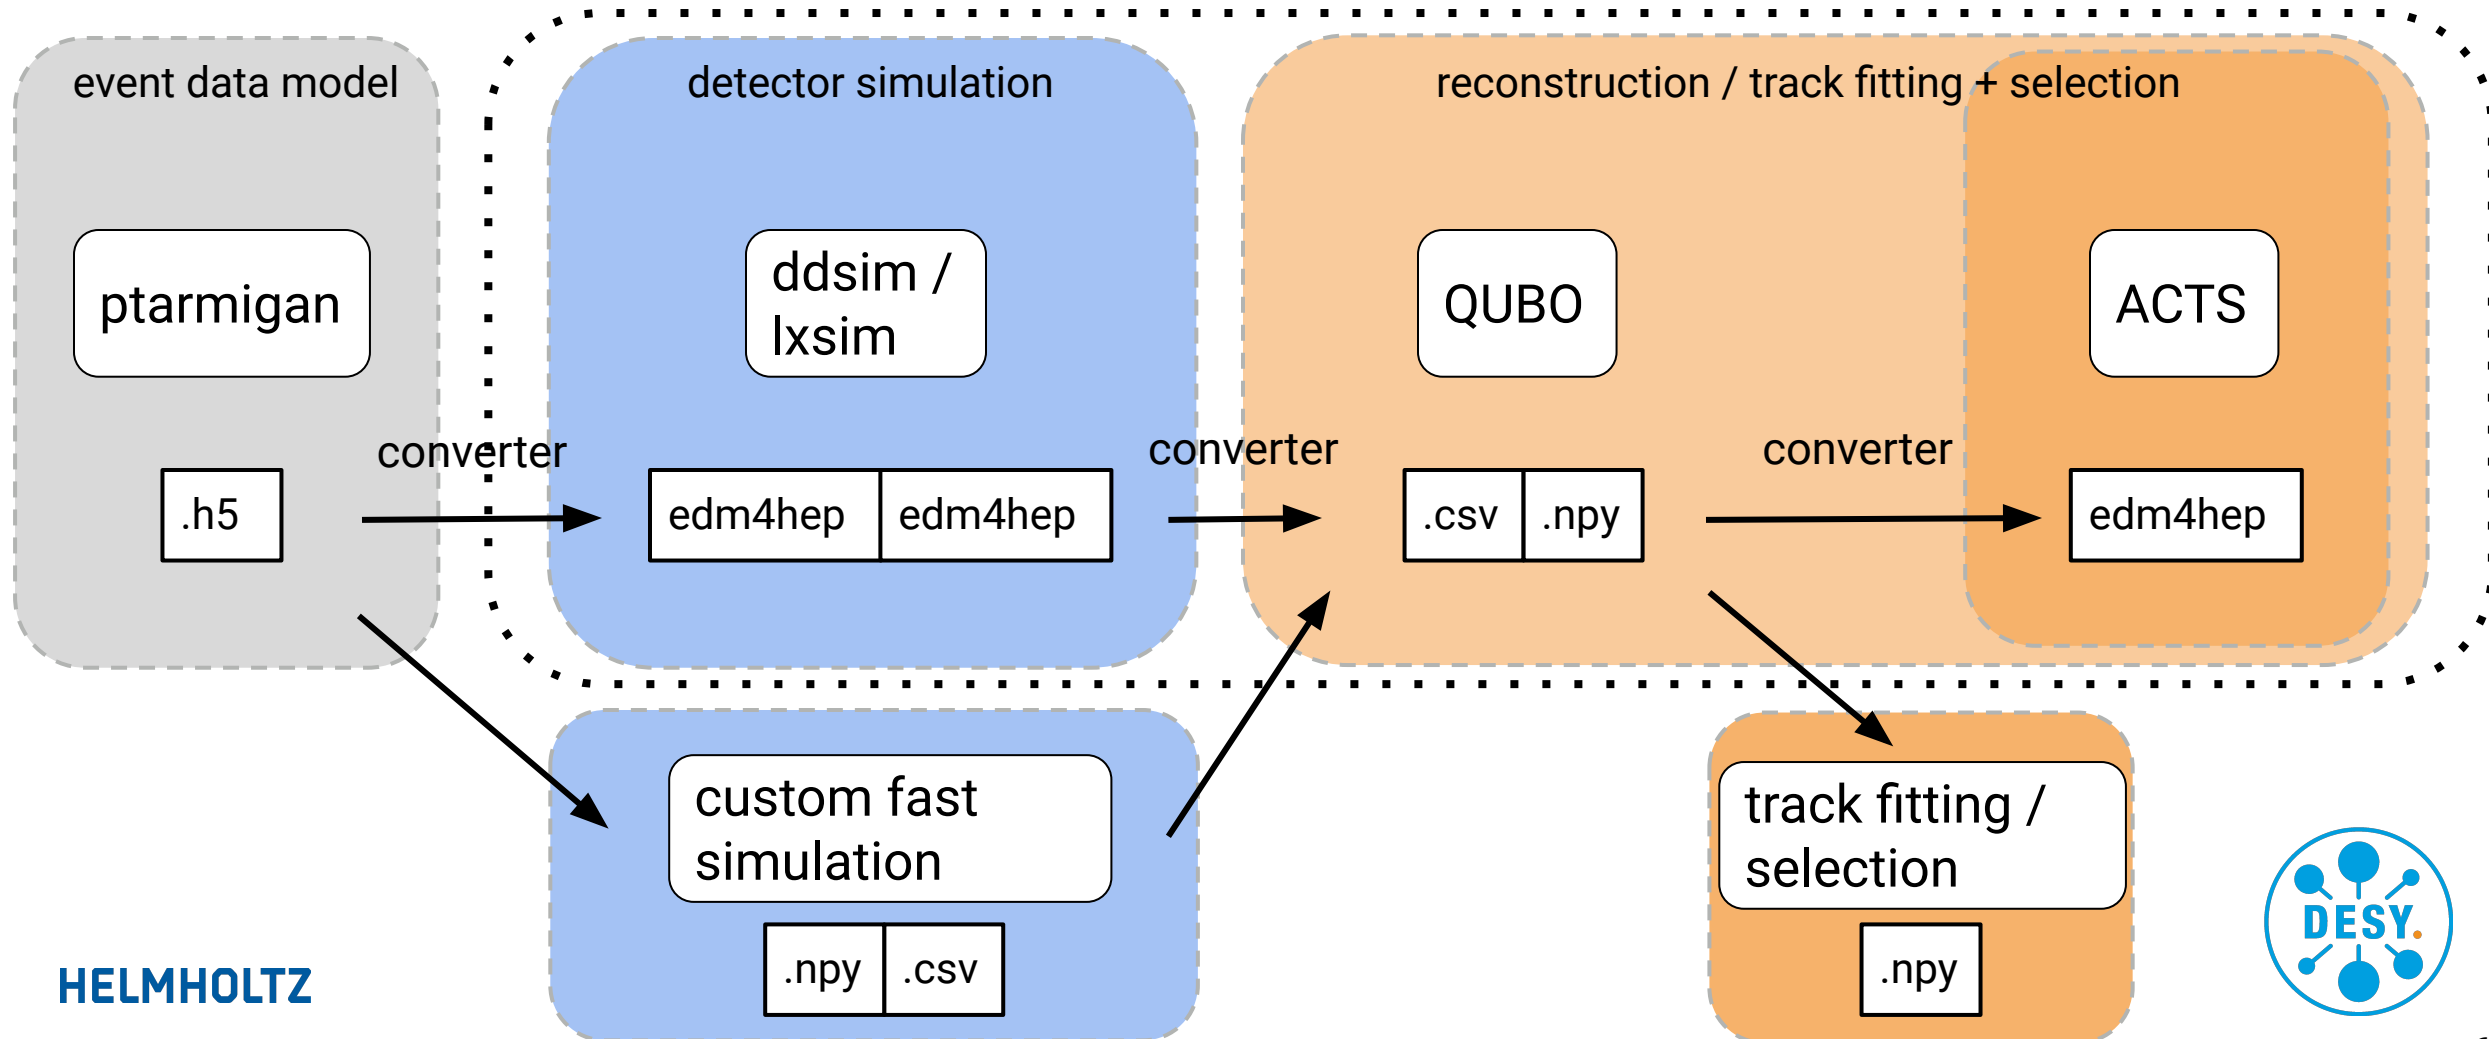 event data model
detector simulation
reconstruction / track fitting + selection
ptarmigan
ddsim /
lxsim
QUBO
ACTS
converter
converter
converter
.h5
edm4hep
edm4hep
.csv
.npy
edm4hep
custom fast
simulation
track fitting /
selection
.npy
.csv
.npy
HELMHOLTZ
DESY.